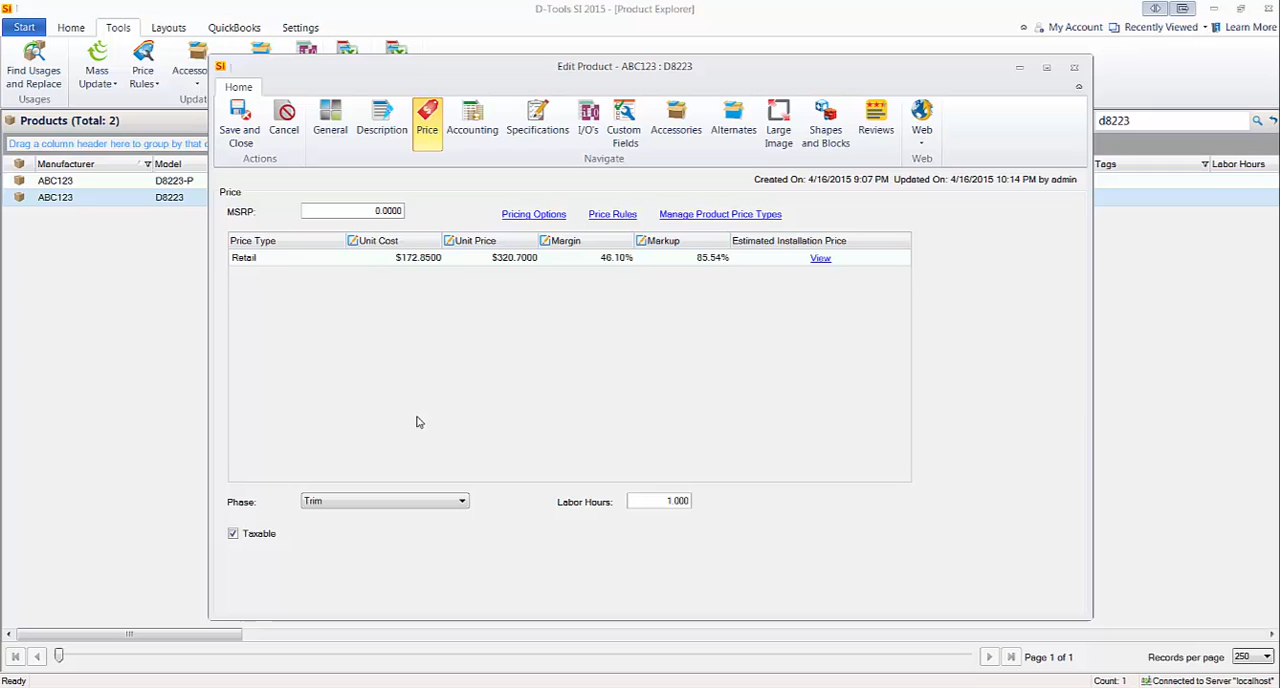 SI
D-Tools SI 2015 - [Product Explorer]
Start Home Tools Layouts QuickBooks Settings
My Account Recently Viewed Learn More
Find Usages and Replace
Mass Update
Price Rules
Accesso
Usages
Updat
Products (Total: 2)
Drag a column header here to group by that c
Manufacturer Model
ABC123 D8223-P
ABC123 D8223
d8223
Tags Labor Hours
SI
Edit Product - ABC123 : D8223
Home
Save and Close
Cancel
General
Description
Price
Accounting
Specifications
I/O's
Custom Fields
Accessories
Alternates
Large Image
Shapes and Blocks
Reviews
Web
Actions Navigate Web
Created On: 4/16/2015 9:07 PM Updated On: 4/16/2015 10:14 PM by admin
Price
MSRP: 0.0000 Pricing Options Price Rules Manage Product Price Types
Price Type Unit Cost Unit Price Margin Markup Estimated Installation Price
Retail $172.8500 $320.7000 46.10% 85.54% View
Phase: Trim Labor Hours: 1.000
Taxable
Page 1 of 1 Records per page 250
Ready Count: 1 Connected to Server "localhost"